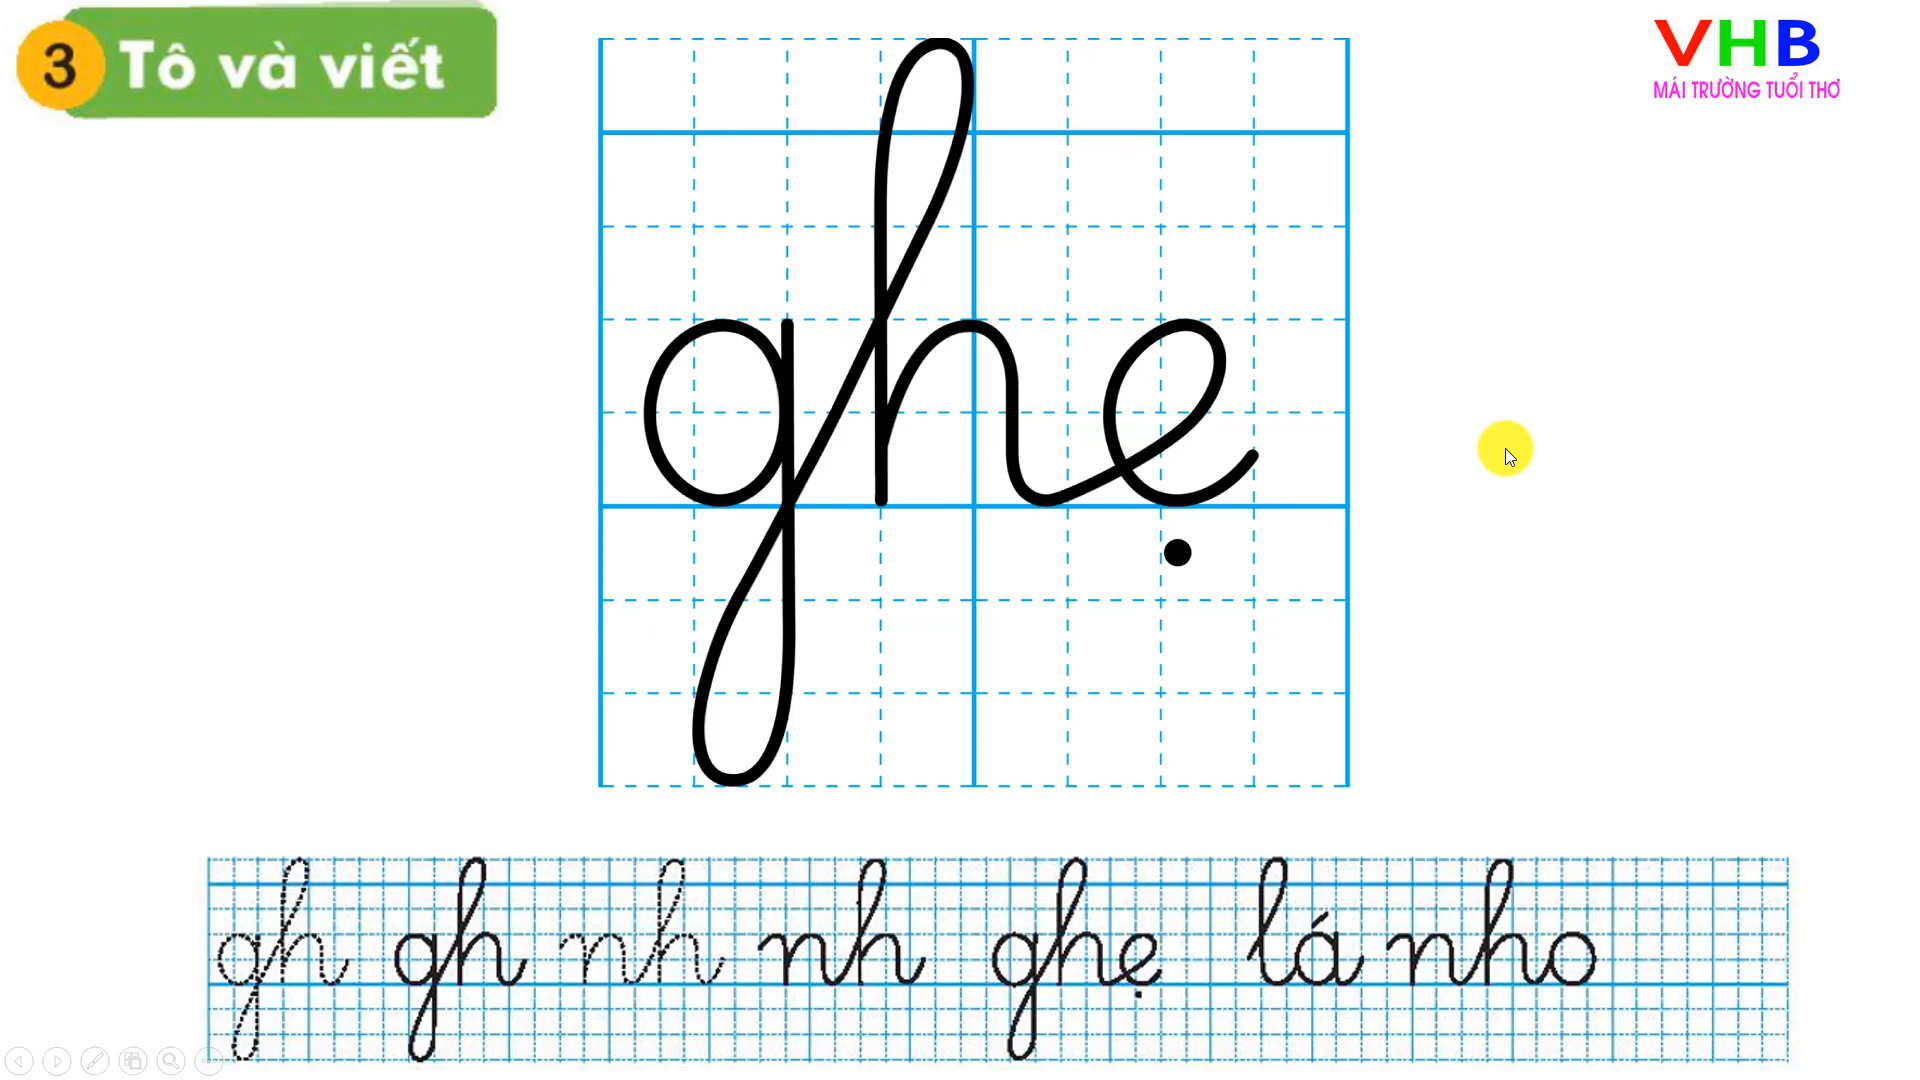 3 Tô và viết
VHB
MÁI TRƯỜNG TUỔI THƠ
ghẹ
gh gh nh nh ghẹ lá nho